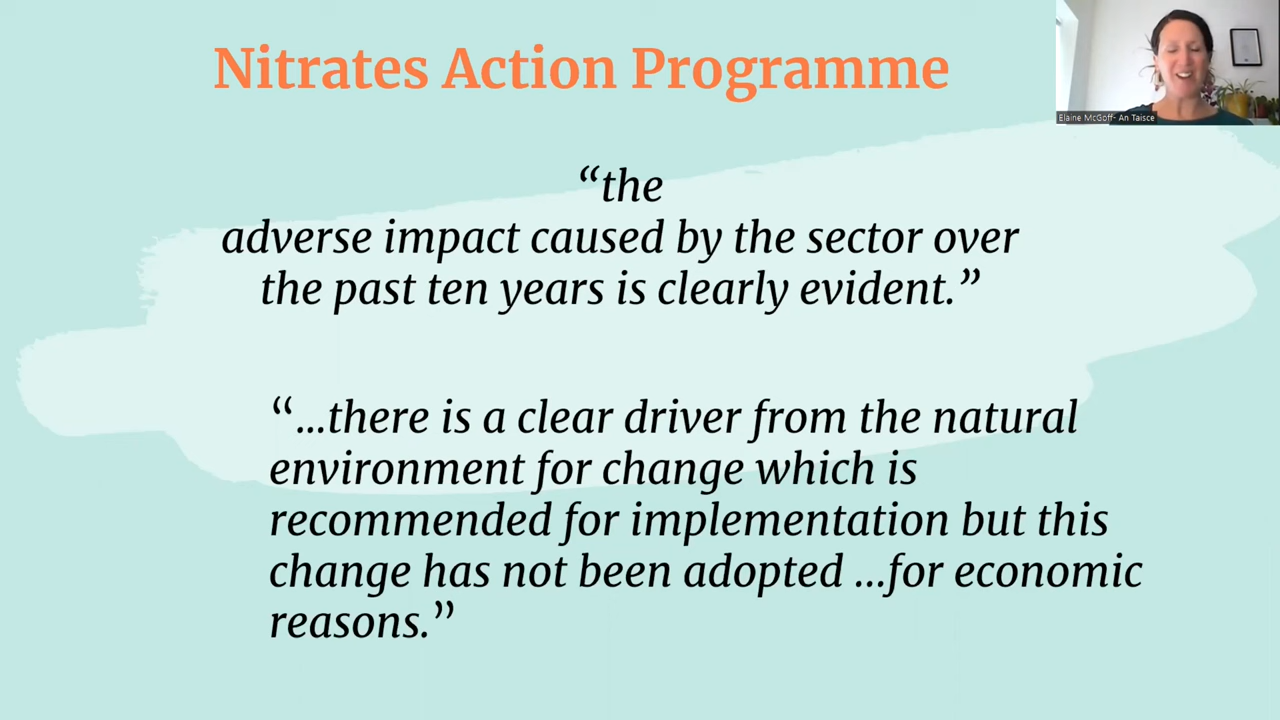 Nitrates Action Programme
Elaine McGoff- An Taisce
“the
adverse impact caused by the sector over
the past ten years is clearly evident.”
“...there is a clear driver from the natural
environment for change which is
recommended for implementation but this
change has not been adopted ...for economic
reasons.”